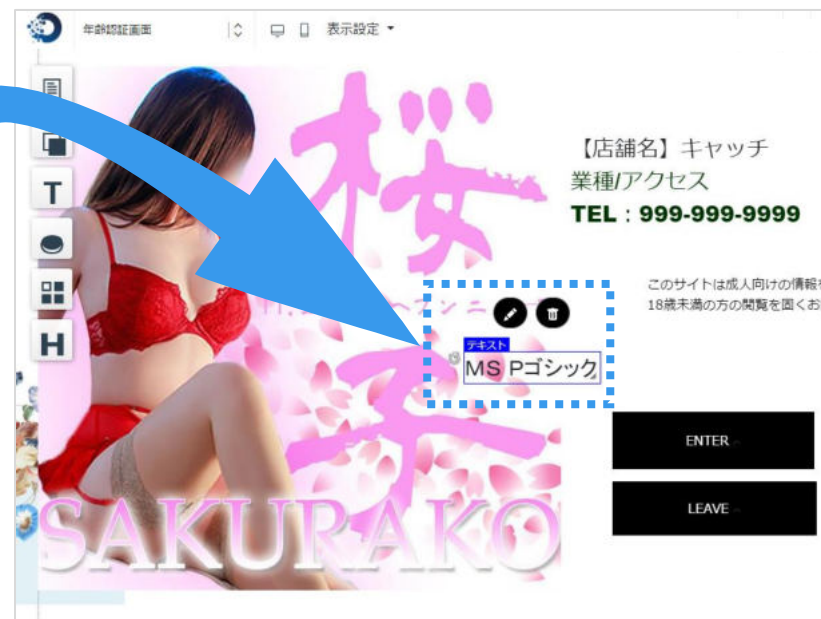 年齢認証画面
表示設定
T
H
桜
子
SAKURAKO
【店舗名】キャッチ
業種/アクセス
TEL：999-999-9999
このサイトは成人向けの情報
18歳未満の方の閲覧を固くお
テキスト
MS Pゴシック
ENTER
LEAVE